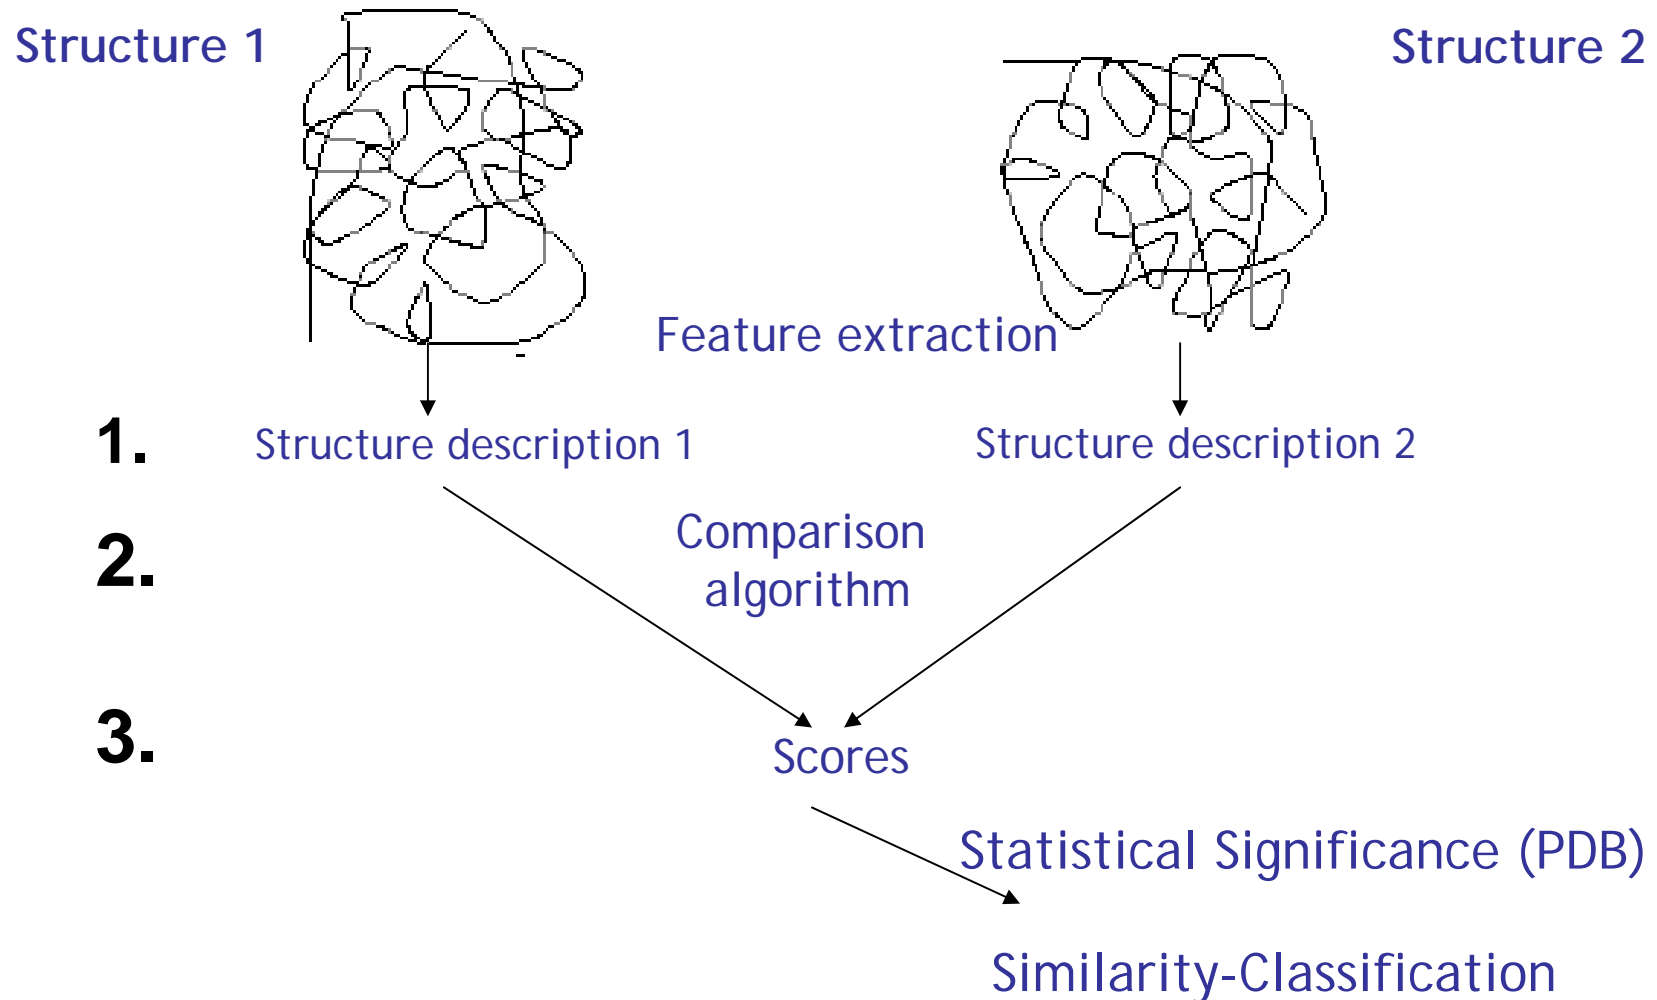 Structure 1
Structure 2
Feature extraction
1.
Structure description 1
Structure description 2
2.
Comparison
algorithm
3.
Scores
Statistical Significance (PDB)
Similarity-Classification